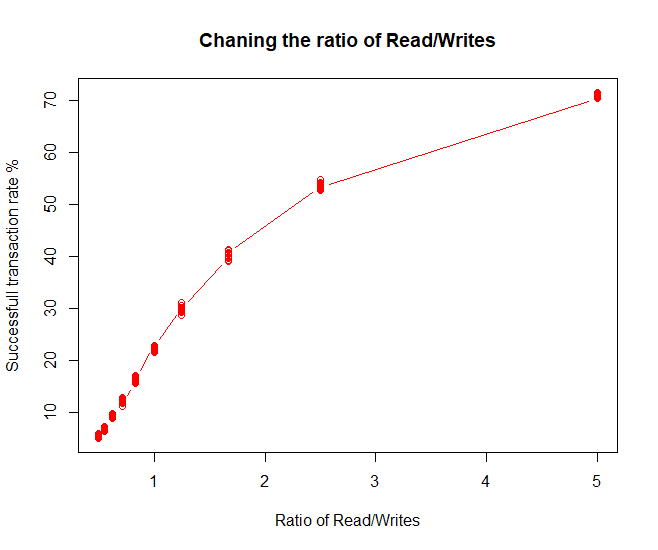 Chaning the ratio of Read/Writes
Successfull transaction rate %
70
60
50
40
30
20
10
1 2 3 4 5
Ratio of Read/Writes